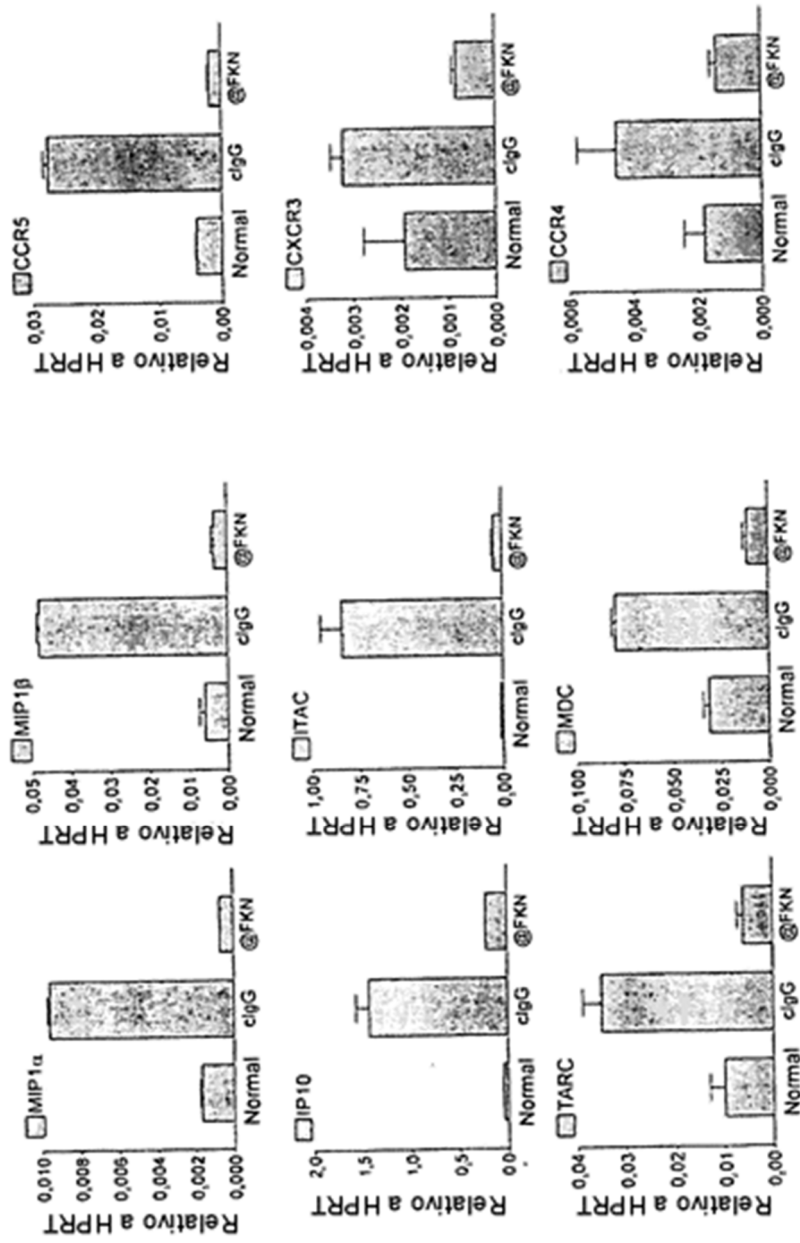 MIP1α
Relativo a HPRT
0,010
0,008
0,006
0,004
0,002
0,000
Normal cIgG @FKN
MIP1β
Relativo a HPRT
0,05
0,04
0,03
0,02
0,01
0,00
Normal cIgG @FKN
CCR5
Relativo a HPRT
0,03
0,02
0,01
0,00
Normal cIgG @FKN
IP10
Relativo a HPRT
2,0
1,5
1,0
0,5
0.0
Normal cIgG @FKN
ITAC
Relativo a HPRT
1,00
0,75
0,50
0,25
0,00
Normal cIgG @FKN
CXCR3
Relativo a HPRT
0,004
0,003
0,002
0,001
0,000
Normal cIgG @FKN
TARC
Relativo a HPRT
0,04
0,03
0,02
0,01
0,00
Normal cIgG @FKN
MDC
Relativo a HPRT
0,100
0,075
0,050
0,025
0,000
Normal cIgG @FKN
CCR4
Relativo a HPRT
0,006
0,004
0,002
0,000
Normal cIgG @FKN